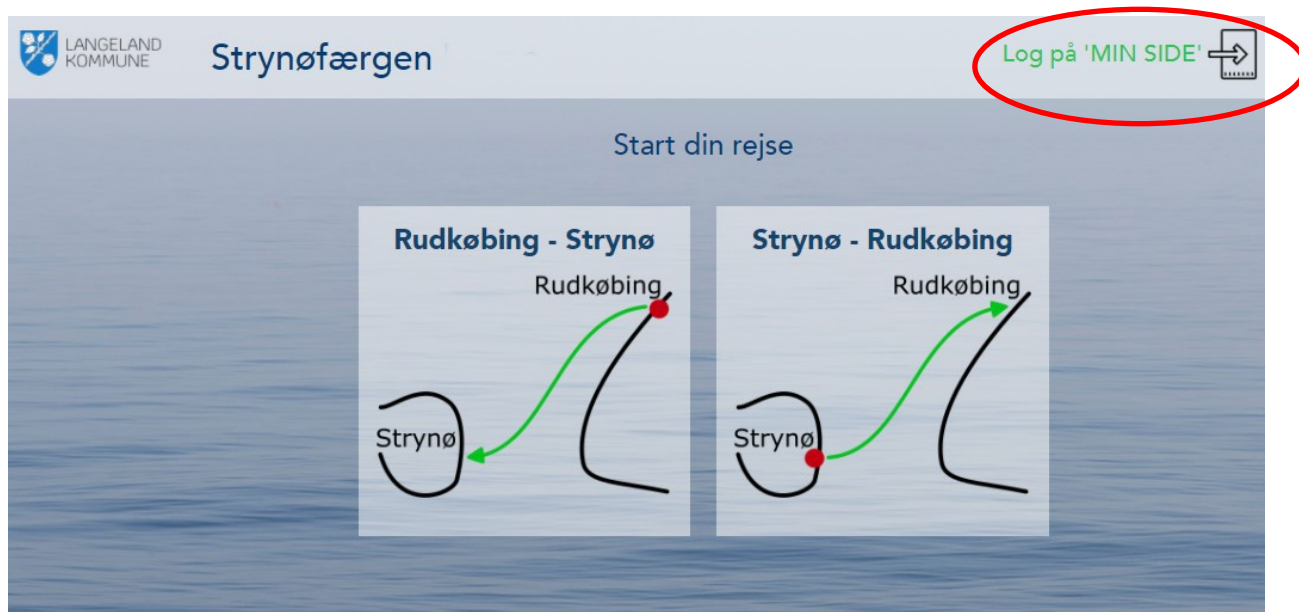 LANGELAND
KOMMUNE
Strynøfærgen
Log på 'MIN SIDE'
Start din rejse
Rudkøbing - Strynø
Rudkøbing
Strynø
Strynø - Rudkøbing
Rudkøbing
Strynø